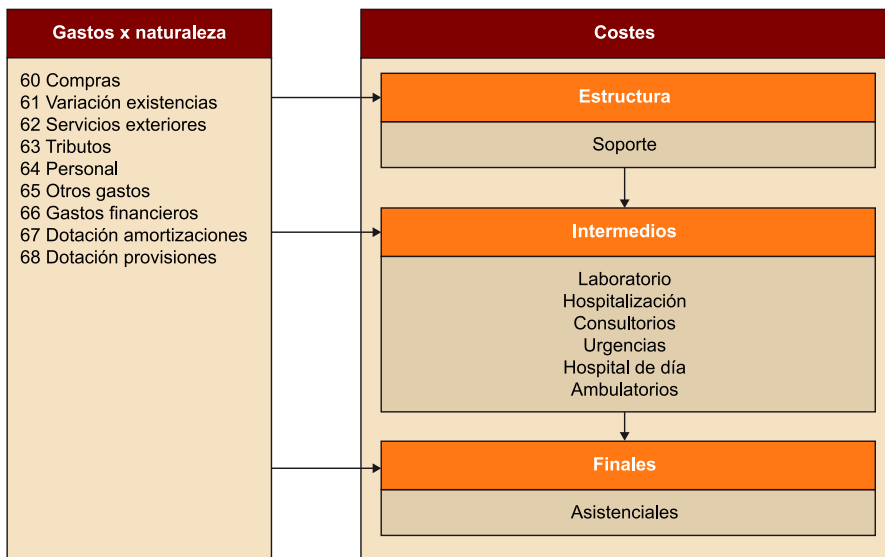 Gastos x naturaleza
60 Compras
61 Variación existencias
62 Servicios exteriores
63 Tributos
64 Personal
65 Otros gastos
66 Gastos financieros
67 Dotación amortizaciones
68 Dotación provisiones
Costes
Estructura
Soporte
Intermedios
Laboratorio
Hospitalización
Consultorios
Urgencias
Hospital de día
Ambulatorios
Finales
Asistenciales